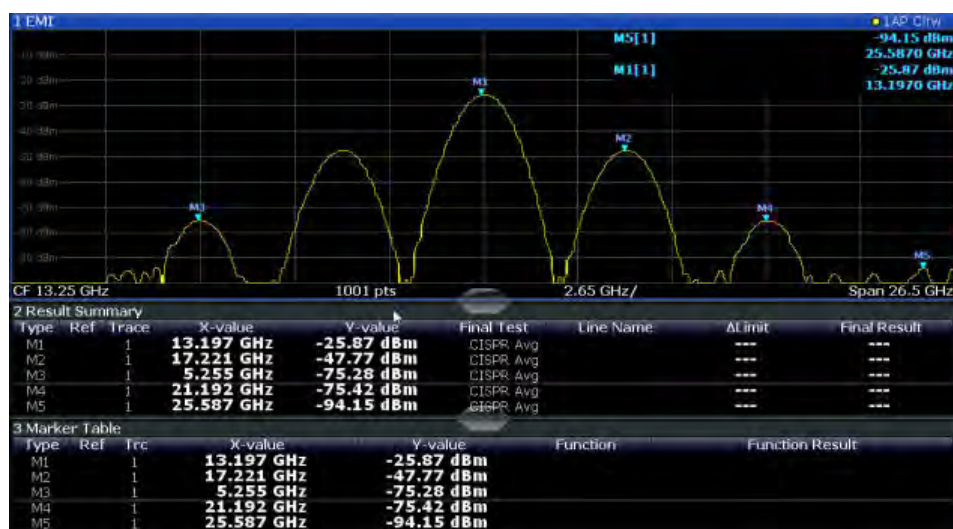 1 EMI 1AP Clrw
M5[1] -94.15 dBm
25.5870 GHz
M1[1] -25.87 dBm
13.1970 GHz
M1
M2
M3
M4
M5
CF 13.25 GHz 1001 pts 2.65 GHz/ Span 26.5 GHz
2 Result Summary
Type Ref Trace X-value Y-value Final Test Line Name ΔLimit Final Result
M1 1 13.197 GHz -25.87 dBm CISPR Avg --- ---
M2 1 17.221 GHz -47.77 dBm CISPR Avg --- ---
M3 1 5.255 GHz -75.28 dBm CISPR Avg --- ---
M4 1 21.192 GHz -75.42 dBm CISPR Avg --- ---
M5 1 25.587 GHz -94.15 dBm CISPR Avg --- ---
3 Marker Table
Type Ref Trc X-value Y-value Function Function Result
M1 1 13.197 GHz -25.87 dBm
M2 1 17.221 GHz -47.77 dBm
M3 1 5.255 GHz -75.28 dBm
M4 1 21.192 GHz -75.42 dBm
M5 1 25.587 GHz -94.15 dBm